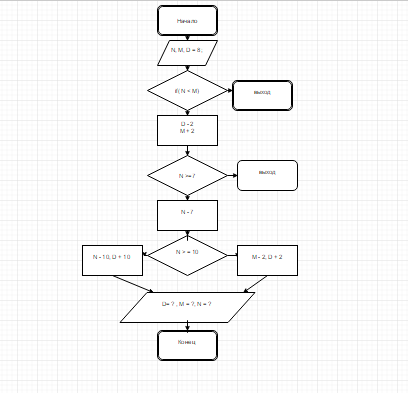 Начало
N, M, D = 8;
if( N < M)
выход
D -2
M + 2
N >=7
выход
N - 7
N > = 10
N - 10, D + 10
M - 2, D + 2
D= ? , M = ?, N = ?
Конец